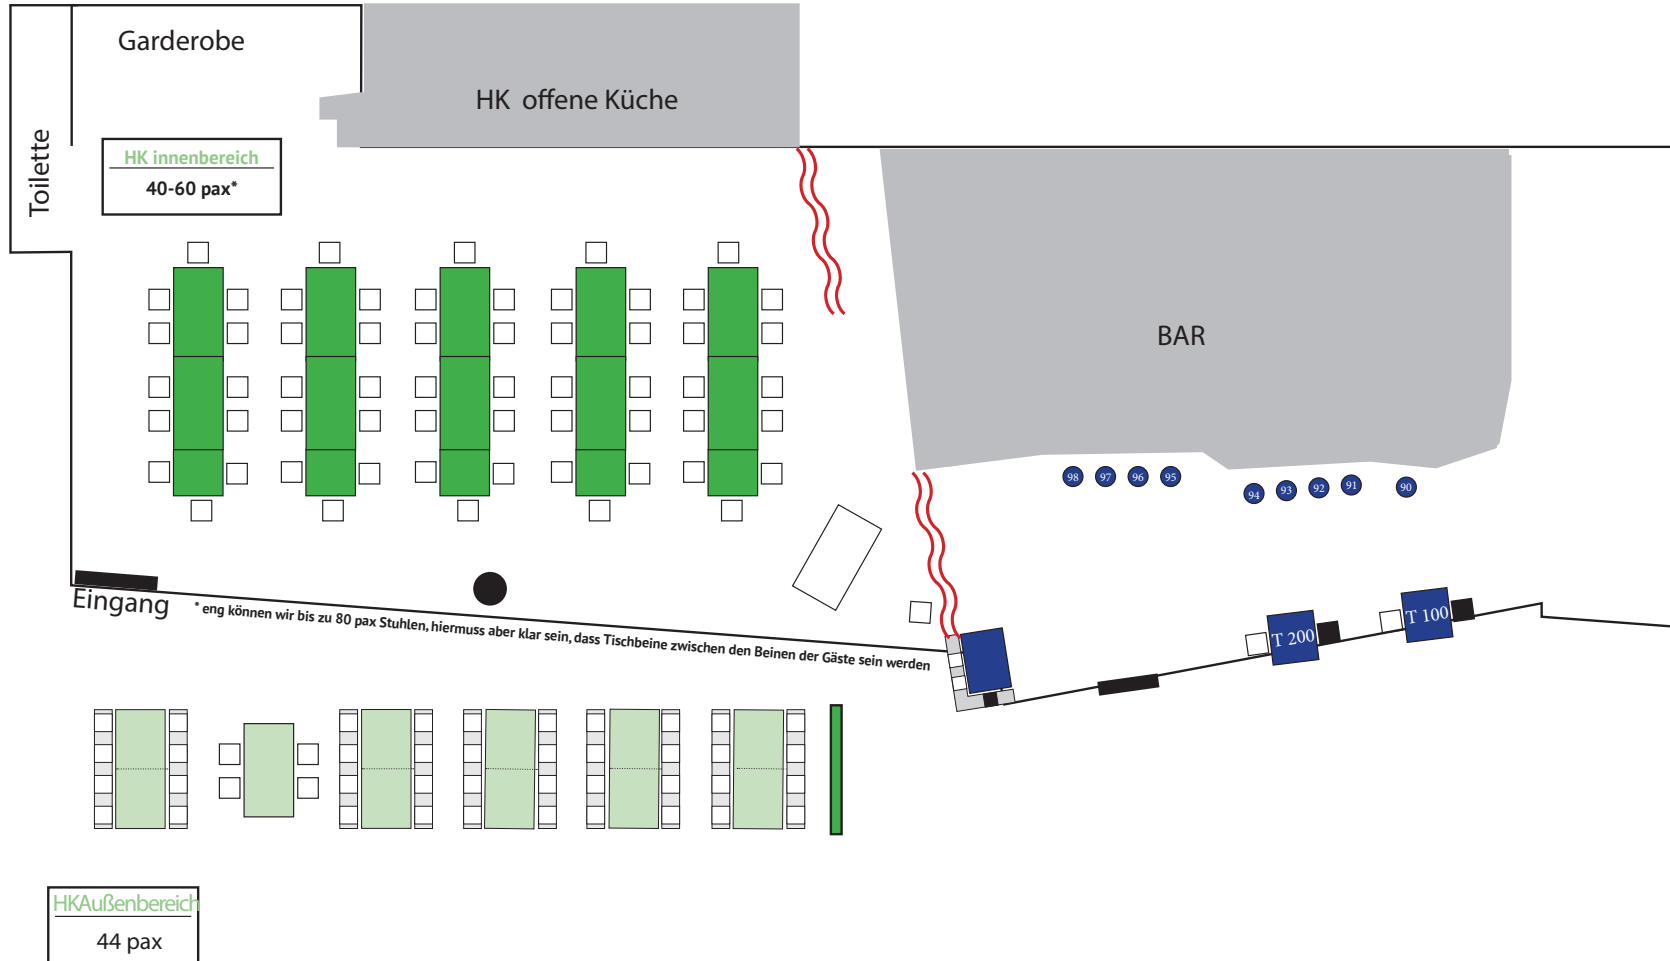 Garderobe
HK offene Küche
Toilette
HK innenbereich
40-60 pax*
BAR
98
97
96
95
94
93
92
91
90
Eingang
* eng können wir bis zu 80 pax Stuhlen, hiermuss aber klar sein, dass Tischbeine zwischen den Beinen der Gäste sein werden
T 200
T 100
HKAußenbereich
44 pax